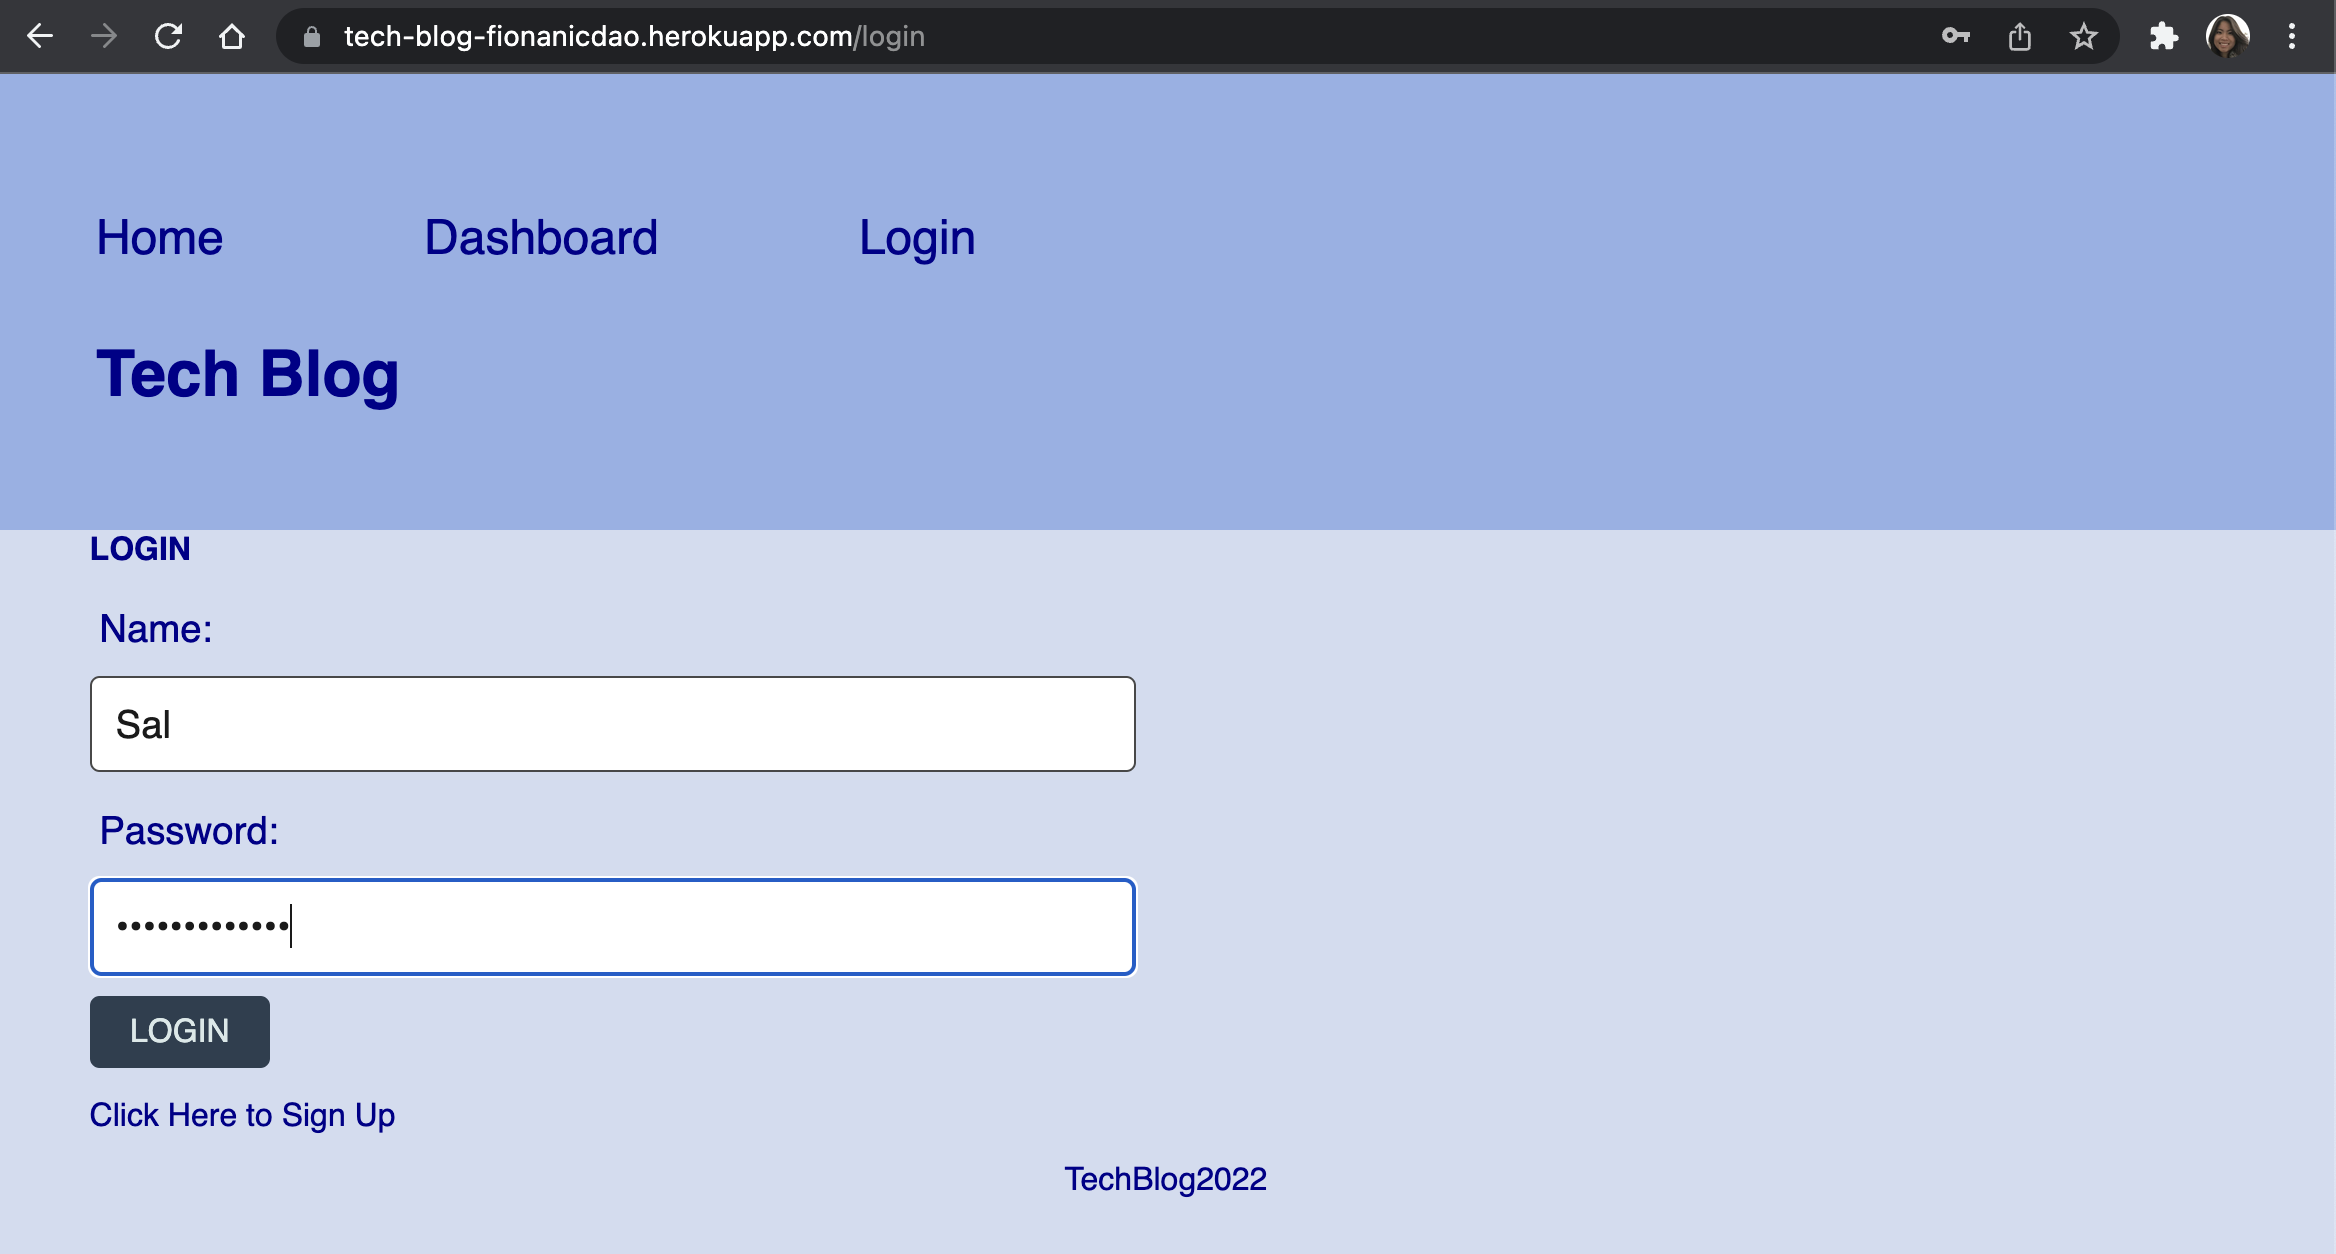 tech-blog-fionanicdao.herokuapp.com/login
Home Dashboard Login
Tech Blog
LOGIN
Name:
Sal
Password:
•••••••••••••
LOGIN
Click Here to Sign Up
TechBlog2022